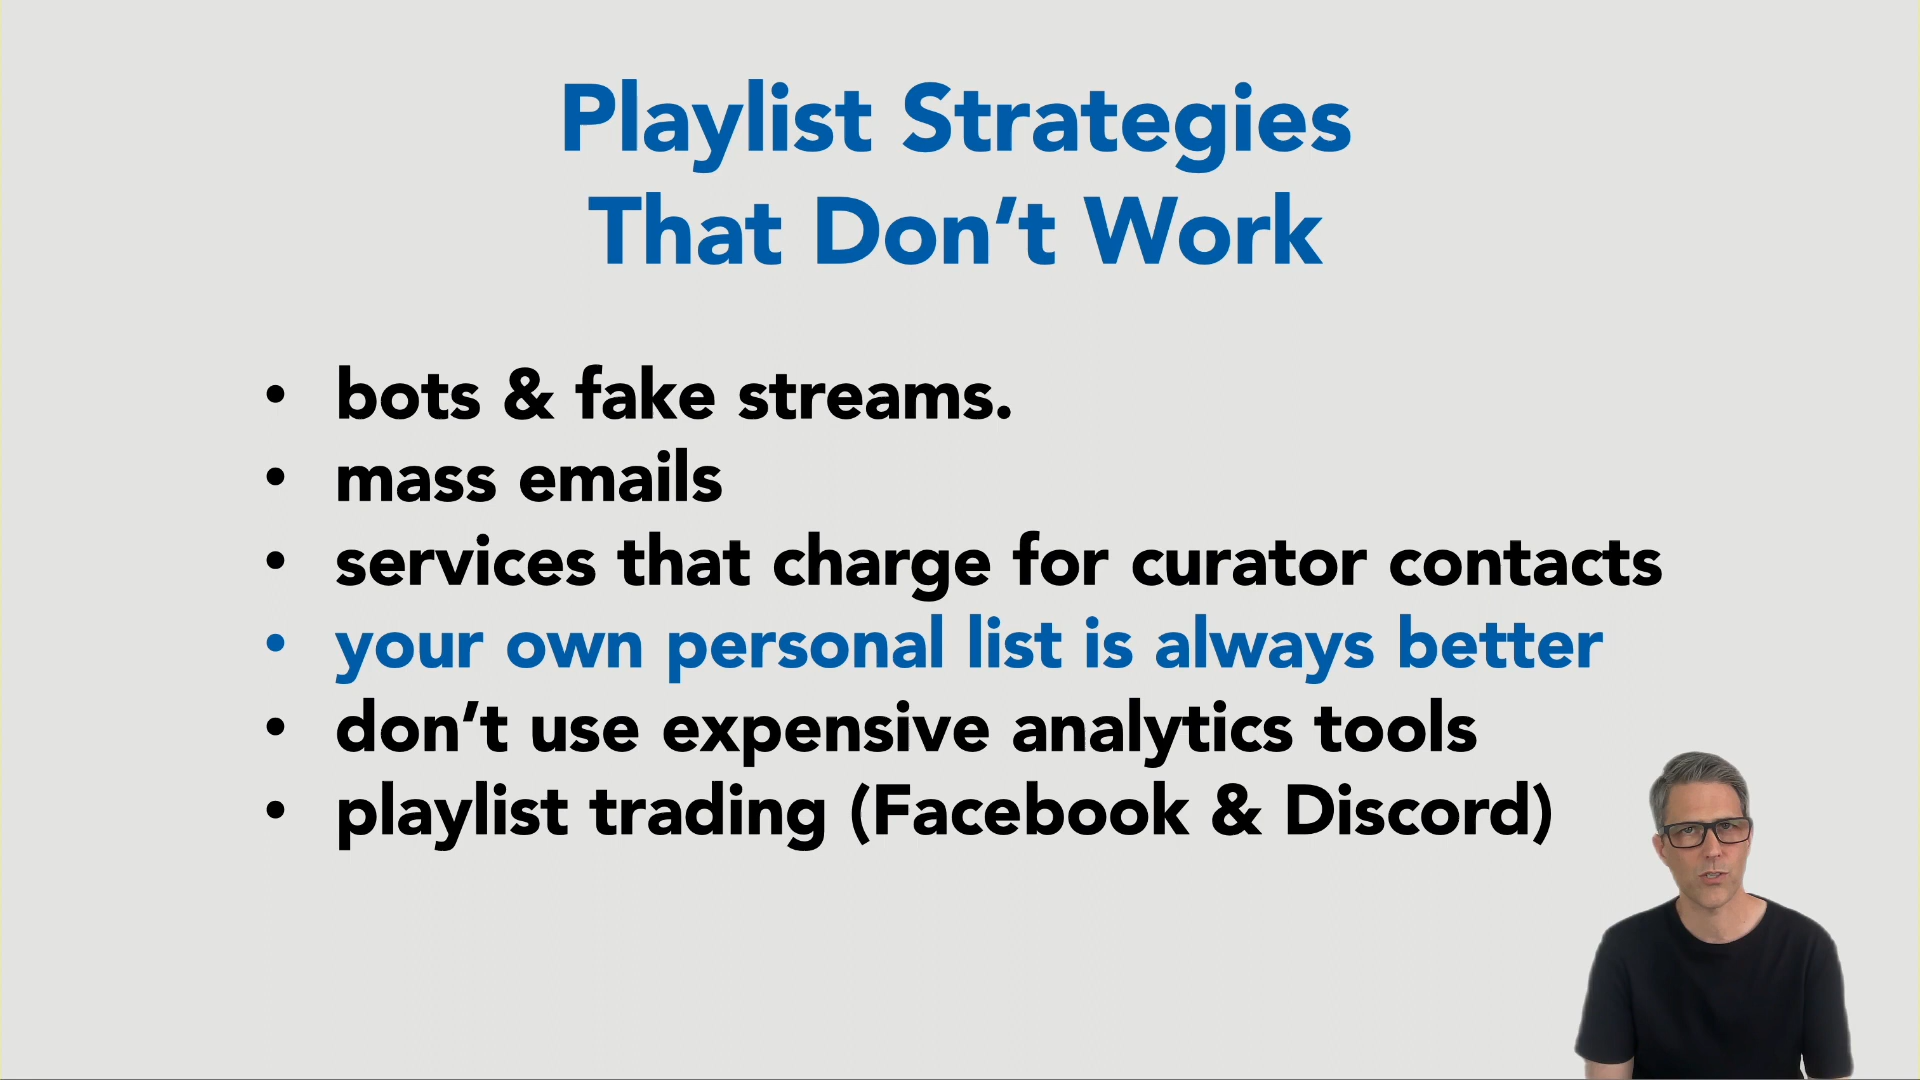 Playlist Strategies
That Don’t Work
• bots & fake streams.
• mass emails
• services that charge for curator contacts
• your own personal list is always better
• don’t use expensive analytics tools
• playlist trading (Facebook & Discord)